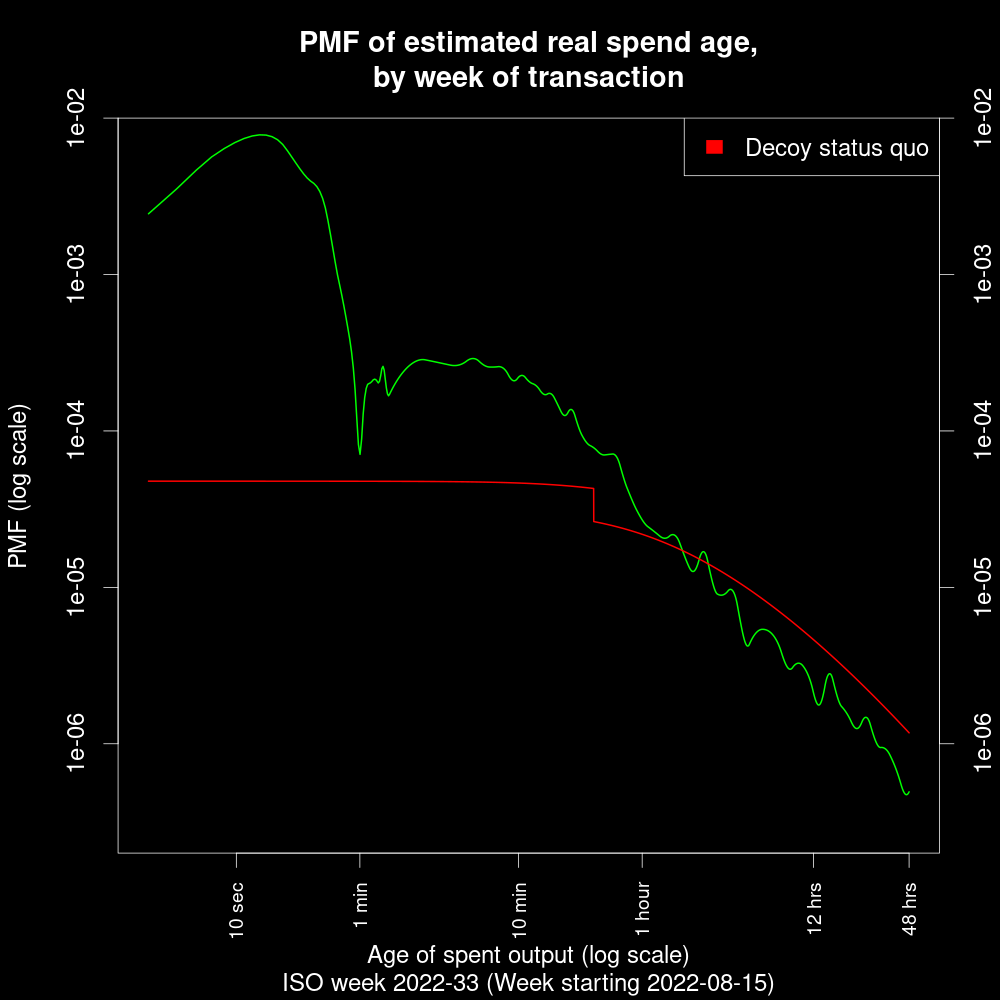 PMF of estimated real spend age,
by week of transaction
Decoy status quo
PMF (log scale)
1e-02
1e-03
1e-04
1e-05
1e-06
1e-02
1e-03
1e-04
1e-05
1e-06
10 sec
1 min
10 min
1 hour
12 hrs
48 hrs
Age of spent output (log scale)
ISO week 2022-33 (Week starting 2022-08-15)